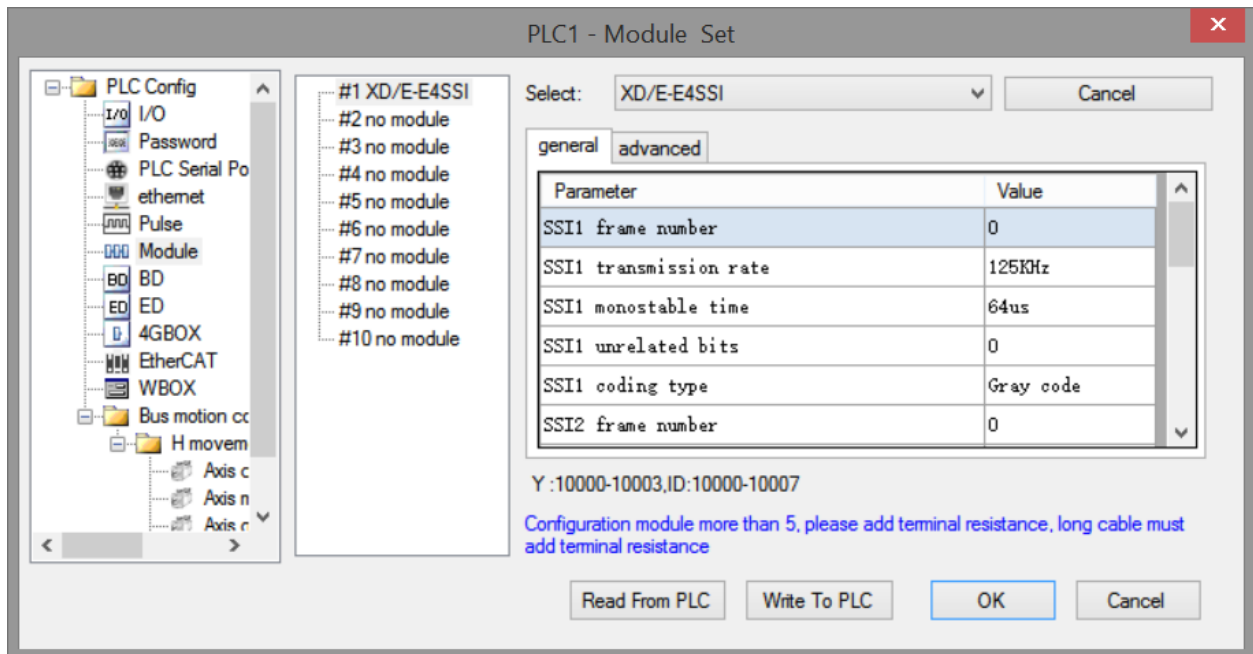 PLC1 - Module Set
PLC Config
I/O I/O
Password
PLC Serial Po
ethernet
Pulse
Module
BD BD
ED ED
4GBOX
EtherCAT
WBOX
Bus motion cc
H movem
Axis c
Axis n
Axis c
#1 XD/E-E4SSI
#2 no module
#3 no module
#4 no module
#5 no module
#6 no module
#7 no module
#8 no module
#9 no module
#10 no module
Select: XD/E-E4SSI Cancel
general advanced
Parameter Value
SSI1 frame number 0
SSI1 transmission rate 125KHz
SSI1 monostable time 64us
SSI1 unrelated bits 0
SSI1 coding type Gray code
SSI2 frame number 0
Y :10000-10003,ID:10000-10007
Configuration module more than 5, please add terminal resistance, long cable must
add terminal resistance
Read From PLC Write To PLC OK Cancel